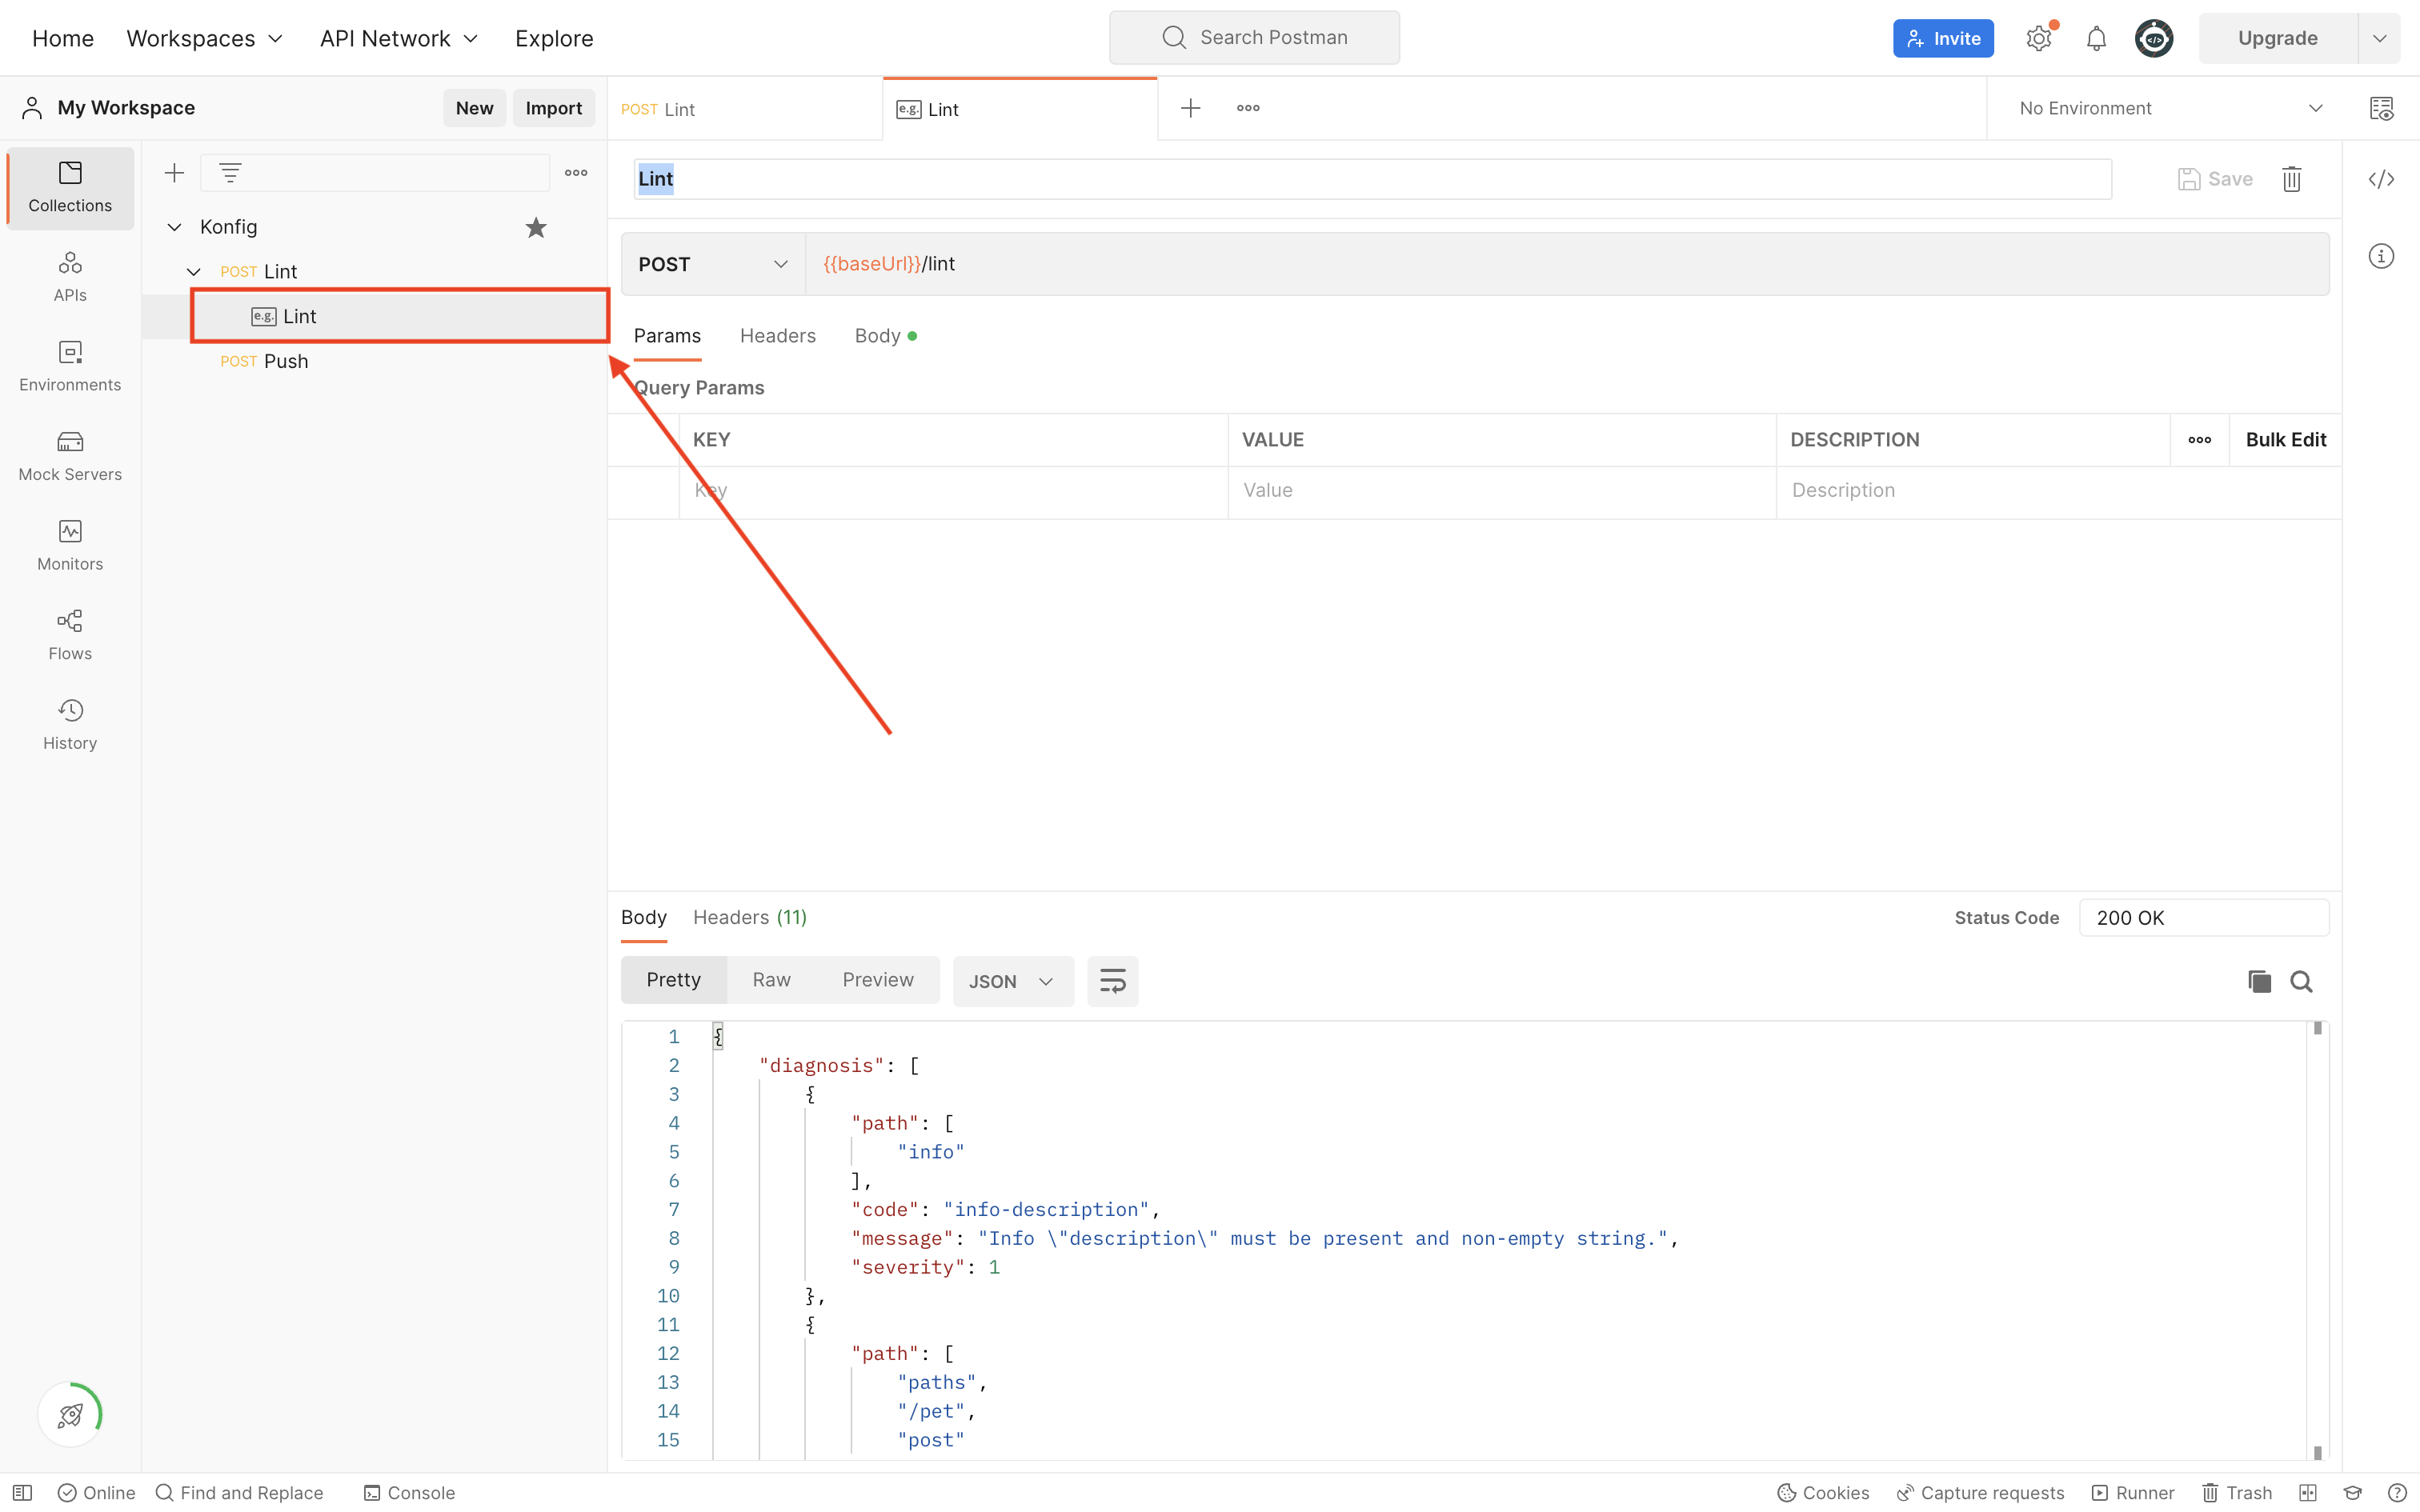 Home Workspaces API Network Explore Search Postman Invite Upgrade
My Workspace New Import POST Lint e.g. Lint No Environment
Collections
APIs
Environments
Mock Servers
Monitors
Flows
History
Konfig
POST Lint
e.g. Lint
POST Push
Lint Save
POST {{baseUrl}}/lint
Params Headers Body
Query Params
KEY VALUE DESCRIPTION Bulk Edit
Key Value Description
Body Headers (11) Status Code 200 OK
Pretty Raw Preview JSON
1 {
2 "diagnosis": [
3 {
4 "path": [
5 "info"
6 ],
7 "code": "info-description",
8 "message": "Info \"description\" must be present and non-empty string.",
9 "severity": 1
10 },
11 {
12 "path": [
13 "paths",
14 "/pet",
15 "post"
Online Find and Replace Console Cookies Capture requests Runner Trash